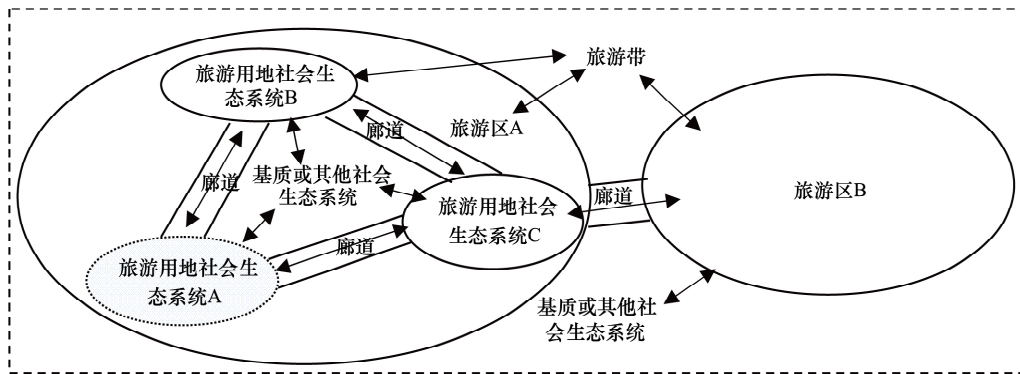 旅游用地社会生
态系统B
旅游带
廊道
旅游区A
廊道
基质或其他社会
生态系统
旅游用地社会
生态系统C
廊道
旅游区B
廊道
旅游用地社会生
态系统A
基质或其他社
会生态系统